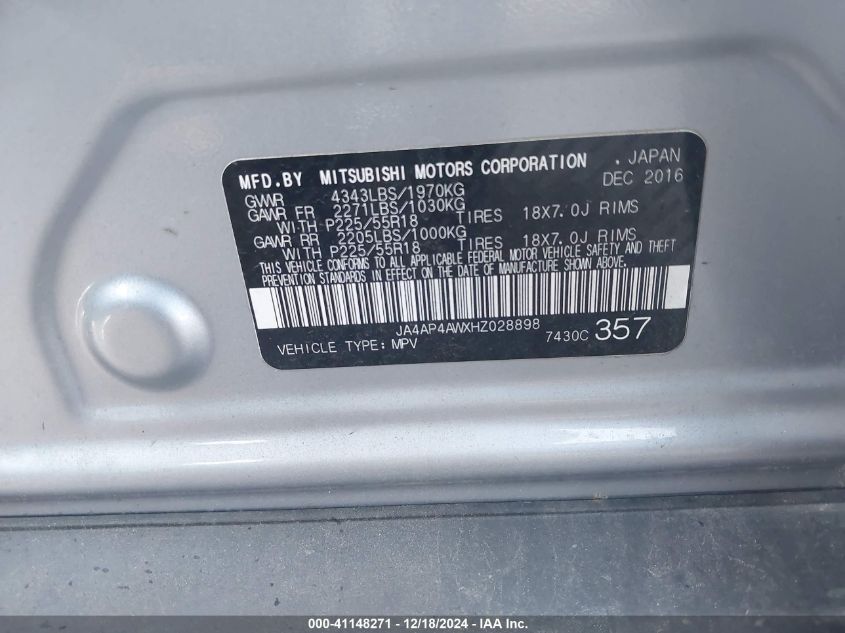 MFD.BY MITSUBISHI MOTORS CORPORATION . JAPAN
DEC 2016
GVWR 4343LBS/1970KG
GAWR FR 2271LBS/1030KG
WITH P225/55R18 TIRES 18X7.0J RIMS
GAWR RR 2205LBS/1000KG
WITH P225/55R18 TIRES 18X7.0J RIMS
THIS VEHICLE CONFORMS TO ALL APPLICABLE FEDERAL MOTOR VEHICLE SAFETY AND THEFT
PREVENTION STANDARDS IN EFFECT ON THE DATE OF MANUFACTURE SHOWN ABOVE.
JA4AP4AWXHZ028898
VEHICLE TYPE: MPV 7430C 357
000-41148271 - 12/18/2024 - IAA Inc.